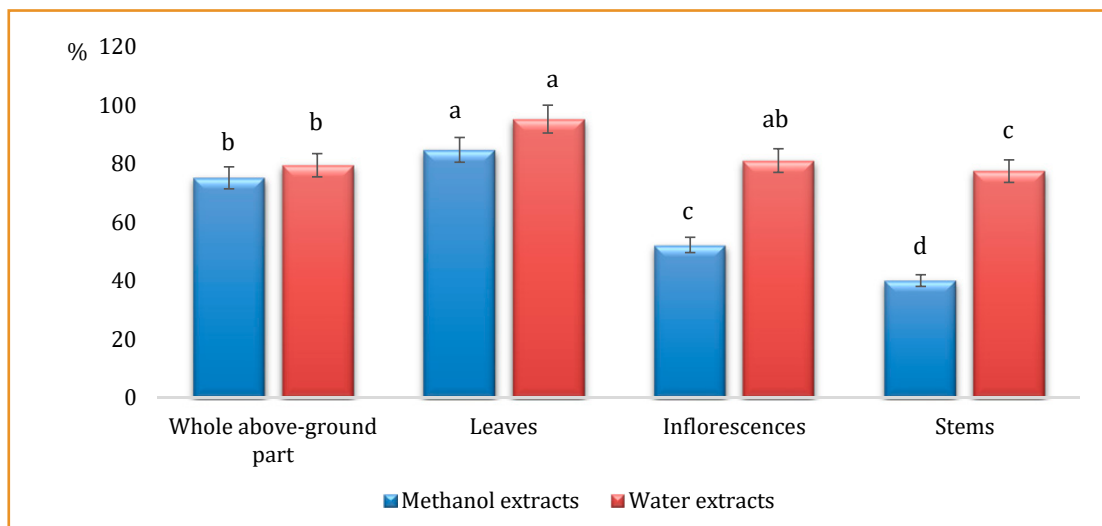 %
120
100
80
60
40
20
0
b
b
a
a
c
ab
d
c
Whole above-ground
part
Leaves
Inflorescences
Stems
Methanol extracts
Water extracts